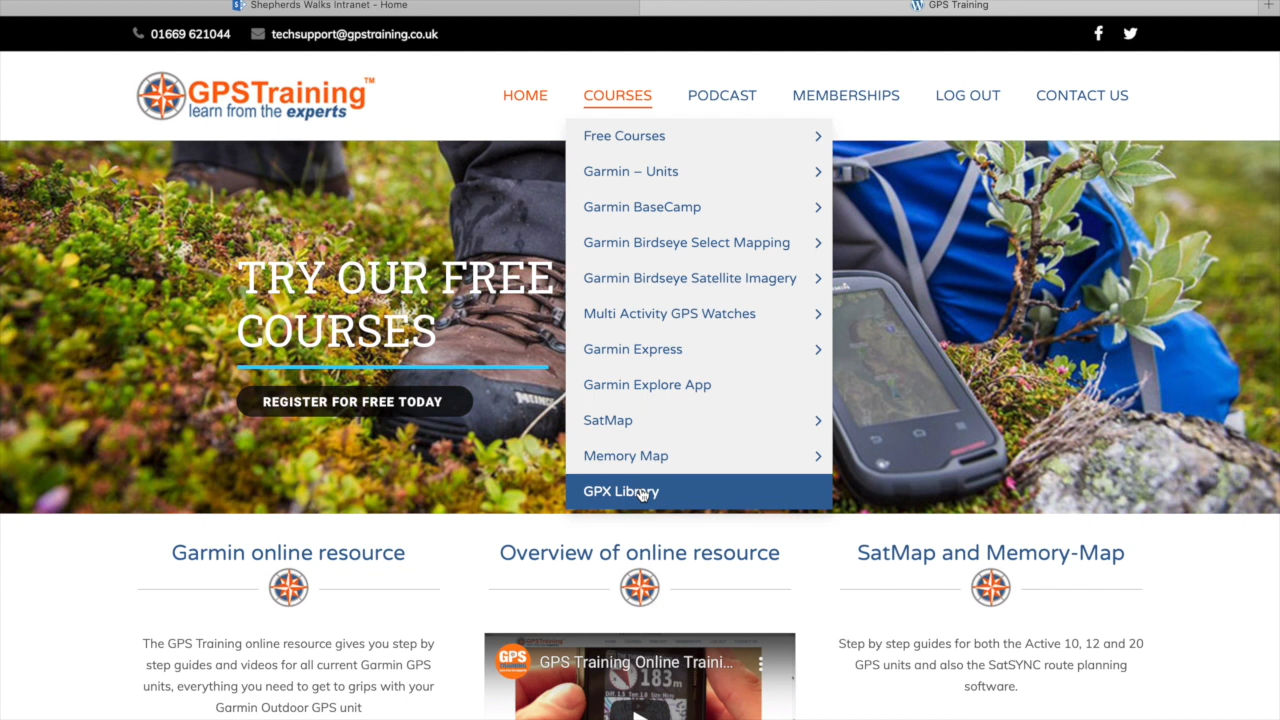 Shepherds Walks Intranet - Home
GPS Training
01669 621044
techsupport@gpstraining.co.uk
GPSTraining™
learn from the experts
HOME
COURSES
PODCAST
MEMBERSHIPS
LOG OUT
CONTACT US
Free Courses
Garmin – Units
Garmin BaseCamp
Garmin Birdseye Select Mapping
Garmin Birdseye Satellite Imagery
Multi Activity GPS Watches
Garmin Express
Garmin Explore App
SatMap
Memory Map
GPX Library
TRY OUR FREE
COURSES
REGISTER FOR FREE TODAY
Garmin online resource
The GPS Training online resource gives you step by
step guides and videos for all current Garmin GPS
units, everything you need to get to grips with your
Garmin Outdoor GPS unit
Overview of online resource
GPS
GPS Training Online Traini...
183m
SatMap and Memory-Map
Step by step guides for both the Active 10, 12 and 20
GPS units and also the SatSYNC route planning
software.